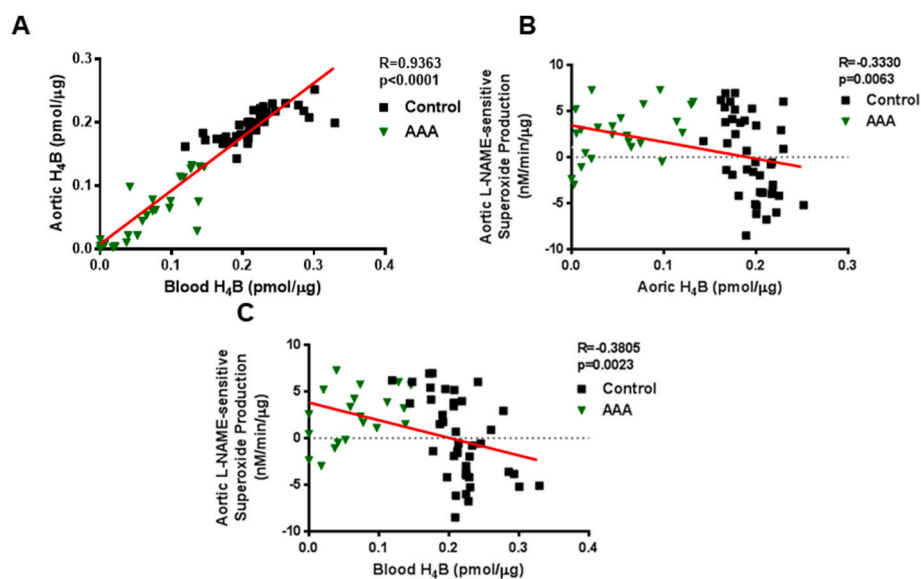 A
R=0.9363
p<0.0001
Control
AAA
Aortic H₄B (pmol/µg)
0.3
0.2
0.1
0.0
0.0 0.1 0.2 0.3 0.4
Blood H₄B (pmol/µg)
B
R=-0.3330
p=0.0063
Control
AAA
Aortic L-NAME-sensitive
Superoxide Production
(nM/min/µg)
10
5
0
-5
-10
0.0 0.1 0.2 0.3
Aoric H₄B (pmol/µg)
C
R=-0.3805
p=0.0023
Control
AAA
Aortic L-NAME-sensitive
Superoxide Production
(nM/min/µg)
10
5
0
-5
-10
0.0 0.1 0.2 0.3 0.4
Blood H₄B (pmol/µg)